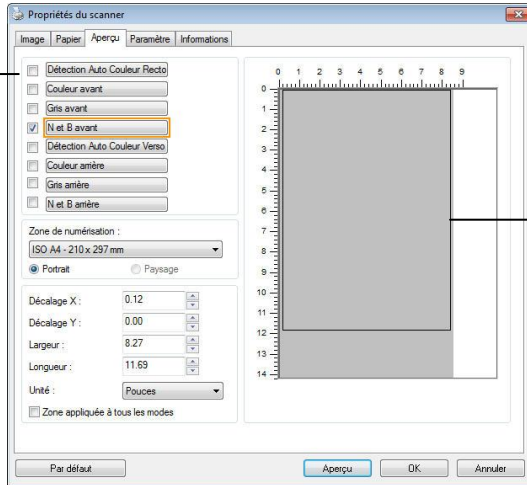 Propriétés du scanner
Image Papier Aperçu Paramètre Informations
Détection Auto Couleur Recto
Couleur avant
Gris avant
N et B avant
Détection Auto Couleur Verso
Couleur arrière
Gris arrière
N et B arrière
Zone de numérisation :
ISO A4 - 210 x 297 mm
Portrait Paysage
Décalage X : 0.12
Décalage Y : 0.00
Largeur : 8.27
Longueur : 11.69
Unité : Pouces
Zone appliquée à tous les modes
0 1 2 3 4 5 6 7 8 9
0
1
2
3
4
5
6
7
8
9
10
11
12
13
14
Par défaut Aperçu OK Annuler